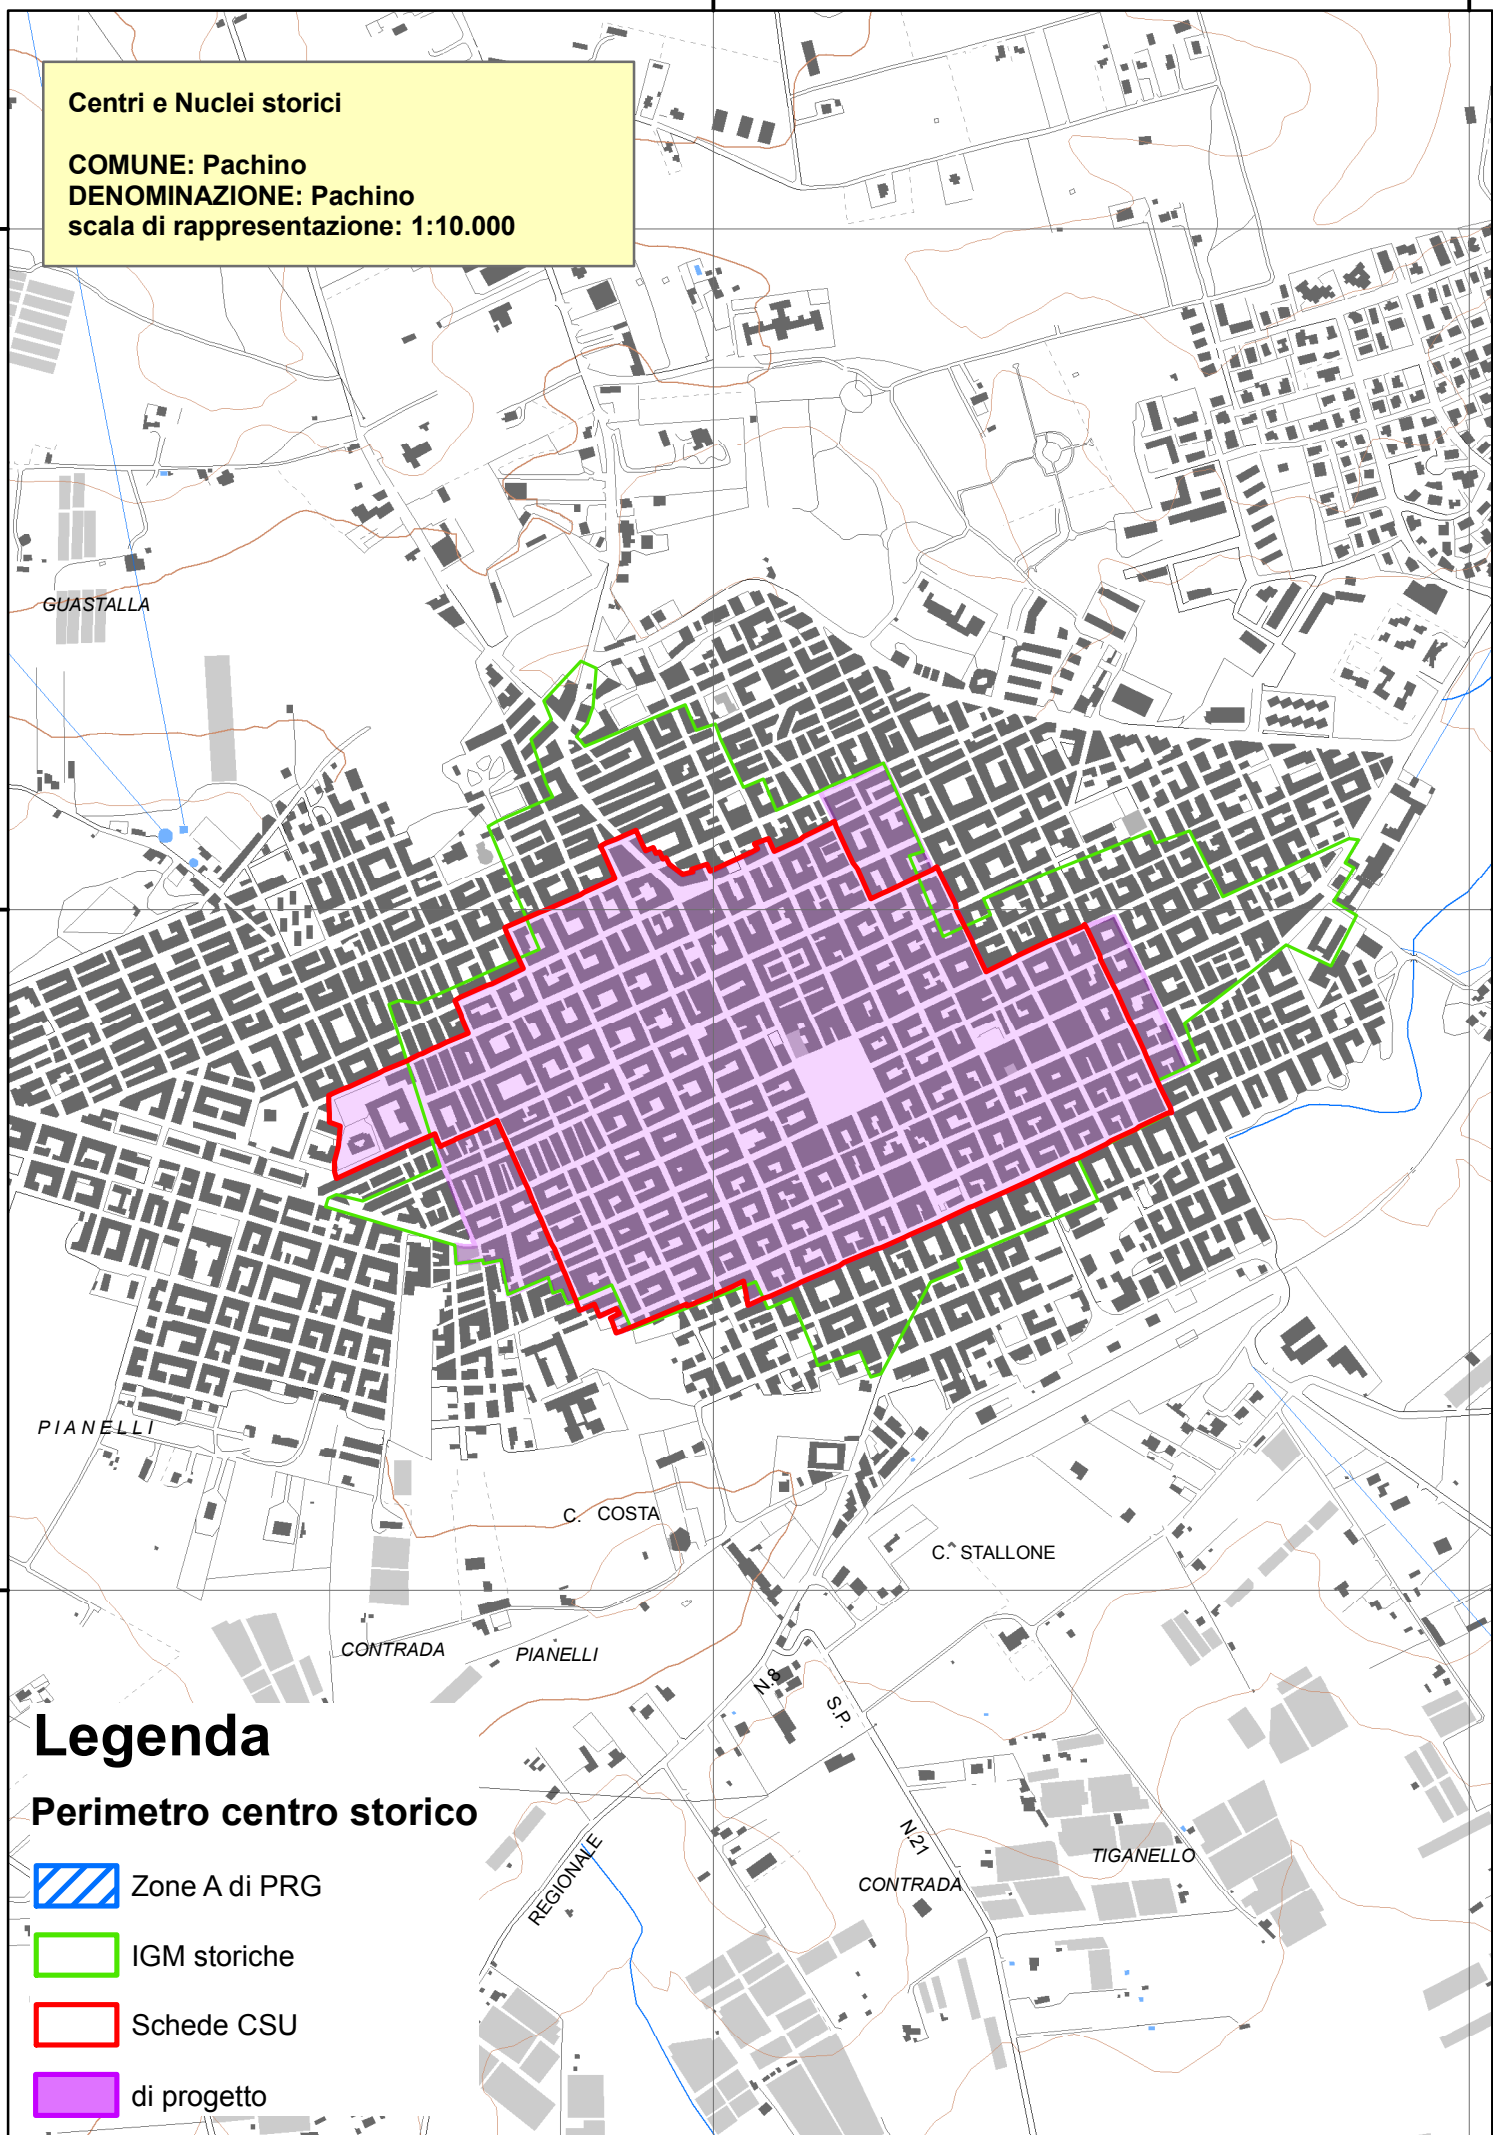 Centri e Nuclei storici
COMUNE: Pachino
DENOMINAZIONE: Pachino
scala di rappresentazione: 1:10.000
GUASTALLA
PIANELLI
C. COSTA
C. STALLONE
CONTRADA PIANELLI
N.8
S.P.
N.21
REGIONALE
CONTRADA
TIGANELLO
Legenda
Perimetro centro storico
Zone A di PRG
IGM storiche
Schede CSU
di progetto